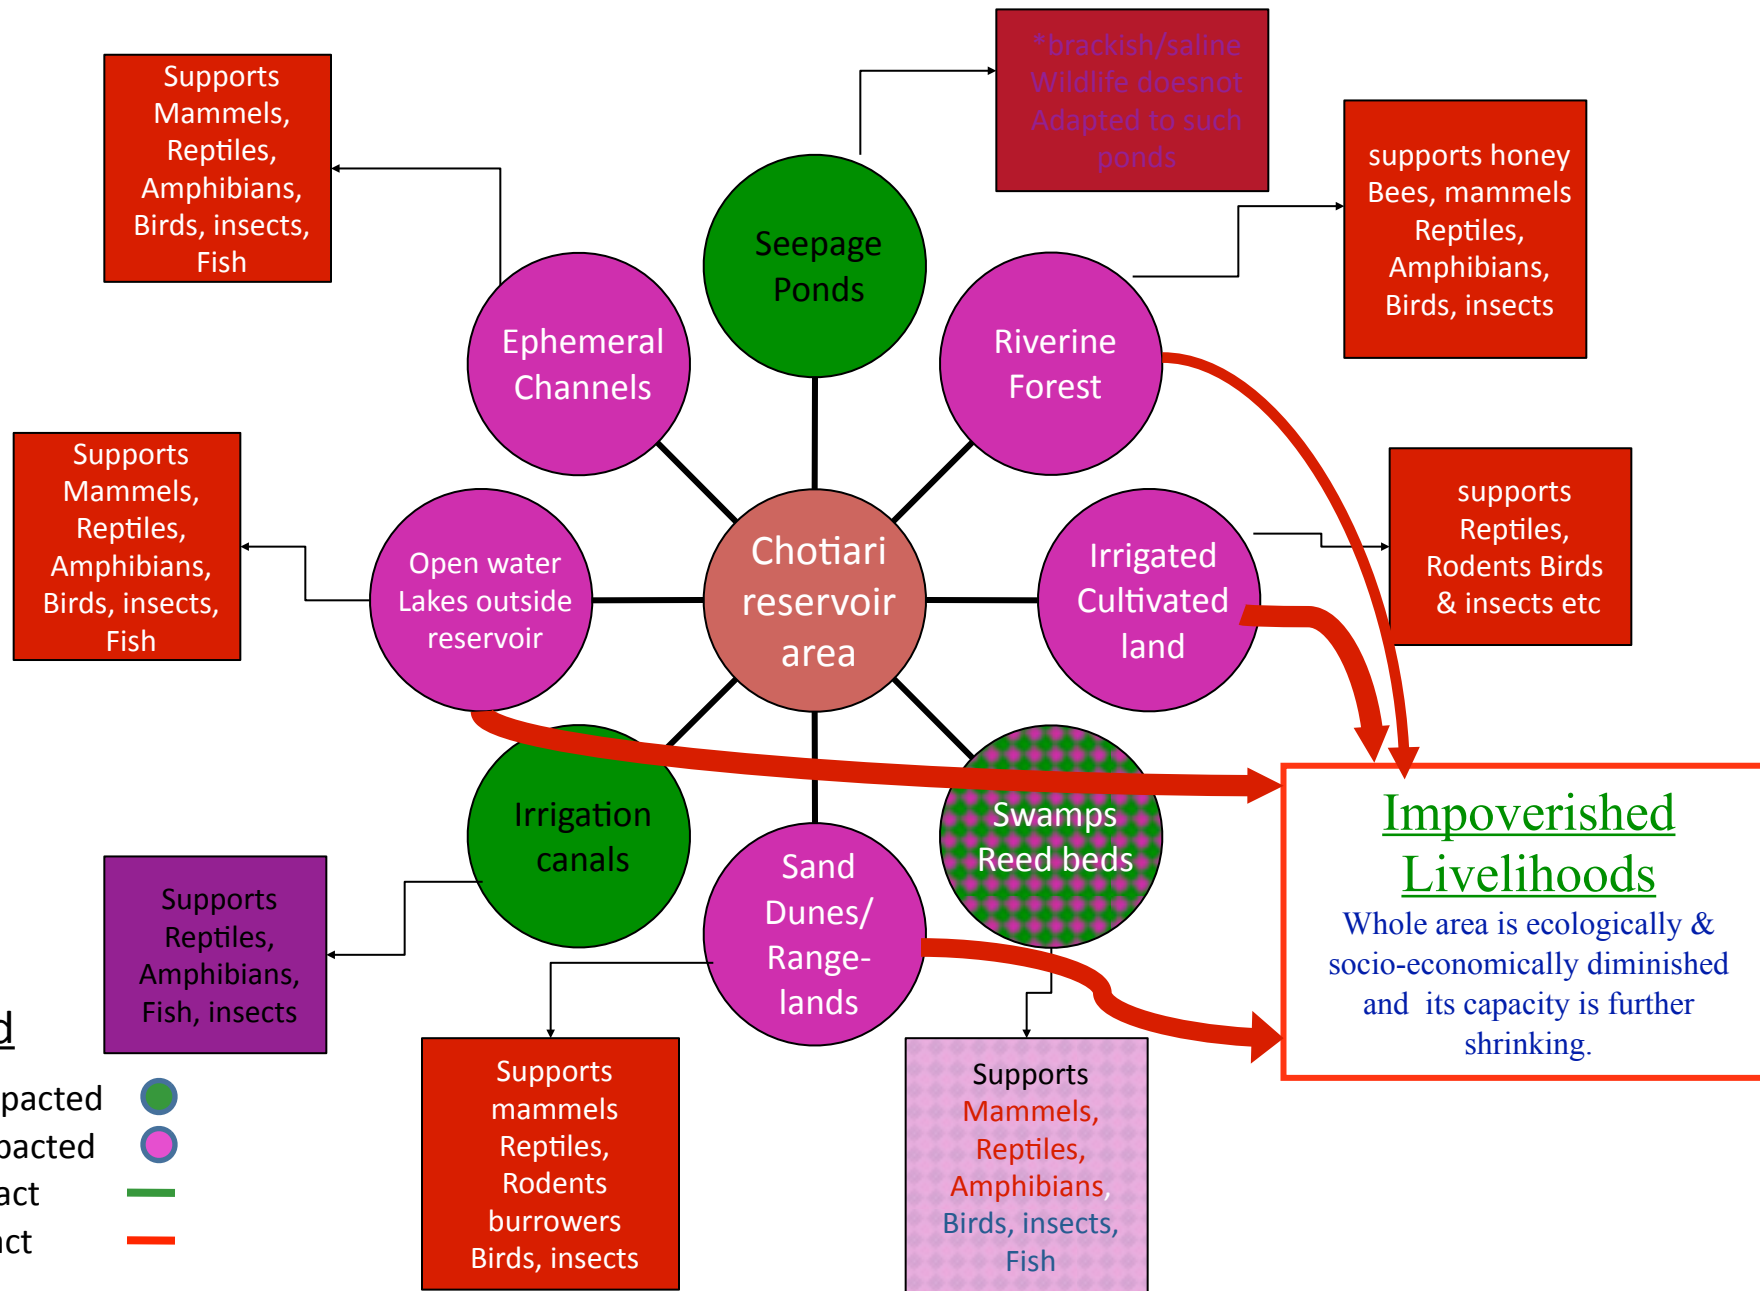 *brackish/saline
Wildlife doesnot
Adapted to such
ponds
Supports
Mammels,
Reptiles,
Amphibians,
Birds, insects,
Fish
supports honey
Bees, mammels
Reptiles,
Amphibians,
Birds, insects
Seepage
Ponds
Ephemeral
Channels
Riverine
Forest
Supports
Mammels,
Reptiles,
Amphibians,
Birds, insects,
Fish
Open water
Lakes outside
reservoir
Chotiari
reservoir
area
Irrigated
Cultivated
land
supports
Reptiles,
Rodents Birds
& insects etc
Irrigation
canals
Sand
Dunes/
Range-
lands
Swamps
Reed beds
Impoverished
Livelihoods
Whole area is ecologically &
socio-economically diminished
and its capacity is further
shrinking.
Supports
Reptiles,
Amphibians,
Fish, insects
Supports
mammels
Reptiles,
Rodents
burrowers
Birds, insects
Supports
Mammels,
Reptiles,
Amphibians,
Birds, insects,
Fish
d
pacted
pacted
act
act